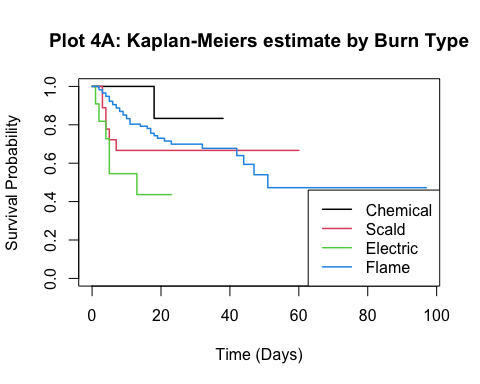 Plot 4A: Kaplan-Meiers estimate by Burn Type
Survival Probability
1.0
0.8
0.6
0.4
0.2
0.0
Chemical
Scald
Electric
Flame
0 20 40 60 80 100
Time (Days)